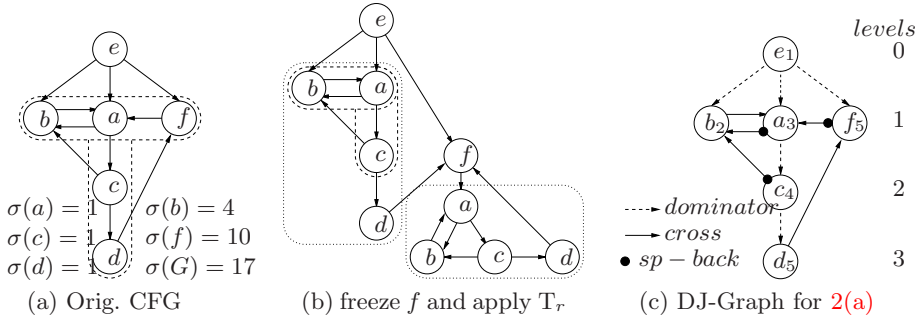 e
b a f
c
d
σ(a) = 1 σ(b) = 4
σ(c) = 1 σ(f) = 10
σ(d) = 1 σ(G) = 17
(a) Orig. CFG
e
b a
c f
d a
b c d
(b) freeze f and apply Tᵣ
levels
e₁ 0
b₂ a₃ f₅ 1
c₄ 2
d₅ 3
dominator
cross
sp − back
(c) DJ-Graph for 2(a)